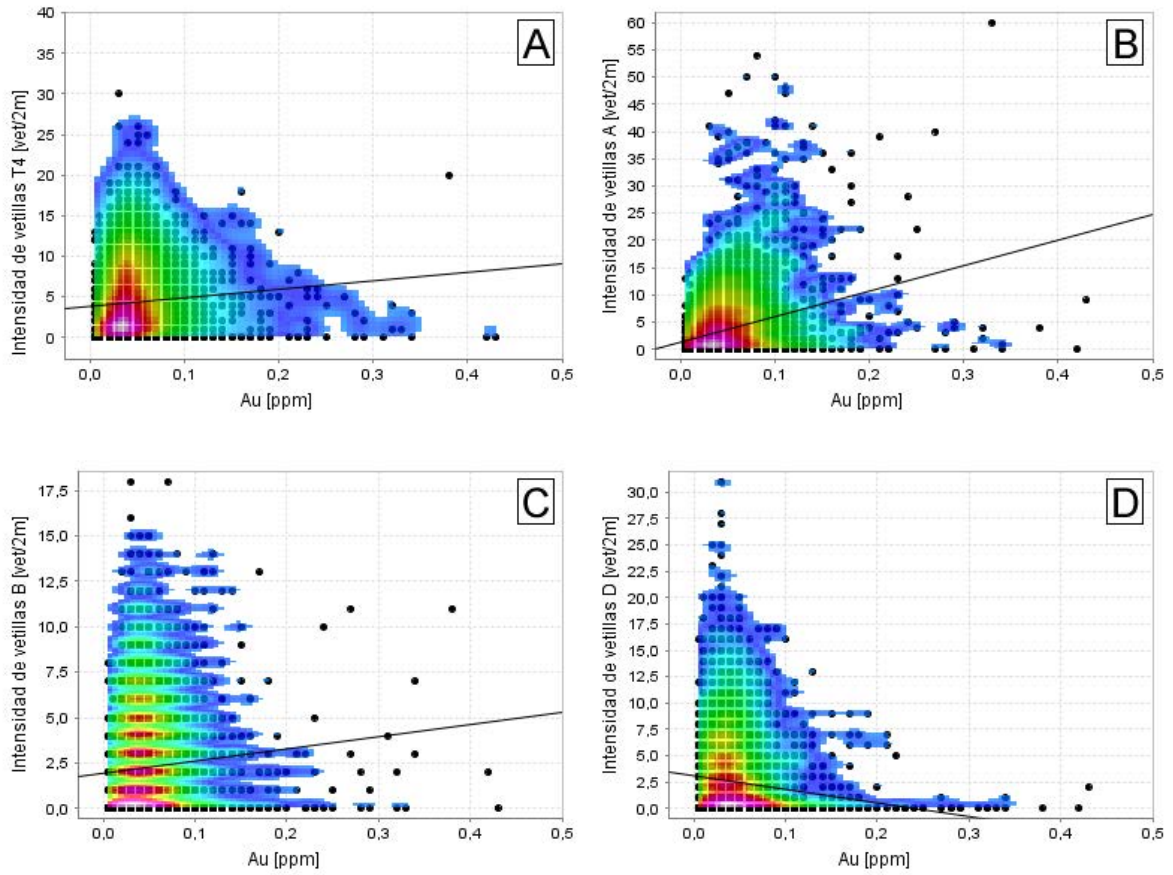 A
Intensidad de vetillas T4 [vet/2m]
40
35
30
25
20
15
10
5
0
0,0 0,1 0,2 0,3 0,4 0,5
Au [ppm]
B
Intensidad de vetillas A [vet/2m]
60
55
50
45
40
35
30
25
20
15
10
5
0
0,0 0,1 0,2 0,3 0,4 0,5
Au [ppm]
C
Intensidad de vetillas B [vet/2m]
17,5
15,0
12,5
10,0
7,5
5,0
2,5
0,0
0,0 0,1 0,2 0,3 0,4 0,5
Au [ppm]
D
Intensidad de vetillas D [vet/2m]
30,0
27,5
25,0
22,5
20,0
17,5
15,0
12,5
10,0
7,5
5,0
2,5
0,0
0,0 0,1 0,2 0,3 0,4 0,5
Au [ppm]